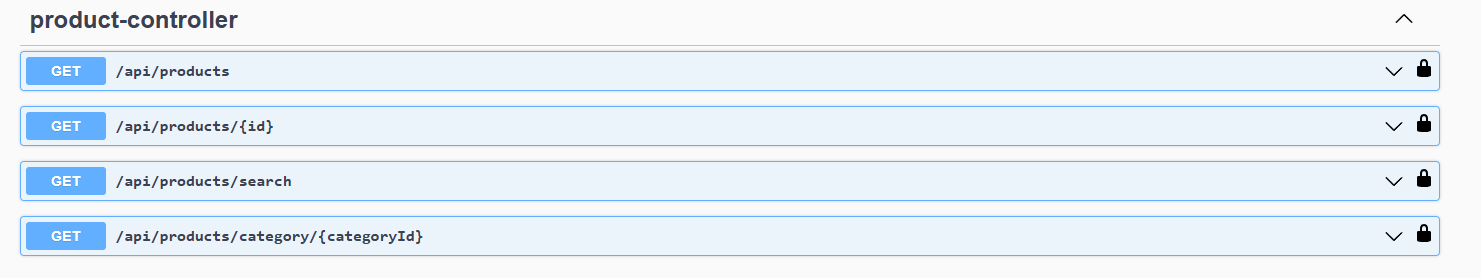 product-controller
GET /api/products
GET /api/products/{id}
GET /api/products/search
GET /api/products/category/{categoryId}